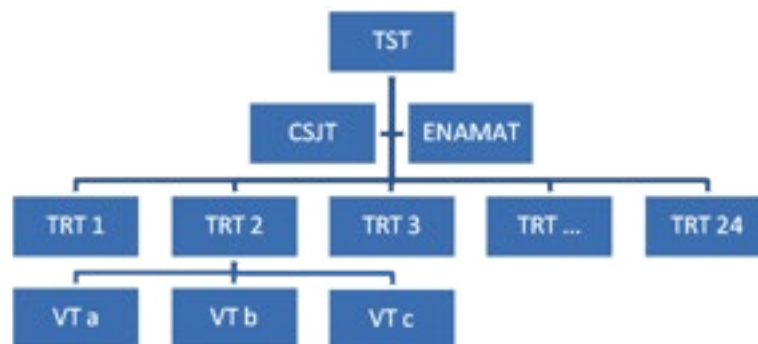 TST
CSJT
ENAMAT
TRT 1
TRT 2
TRT 3
TRT ...
TRT 24
VT a
VT b
VT c